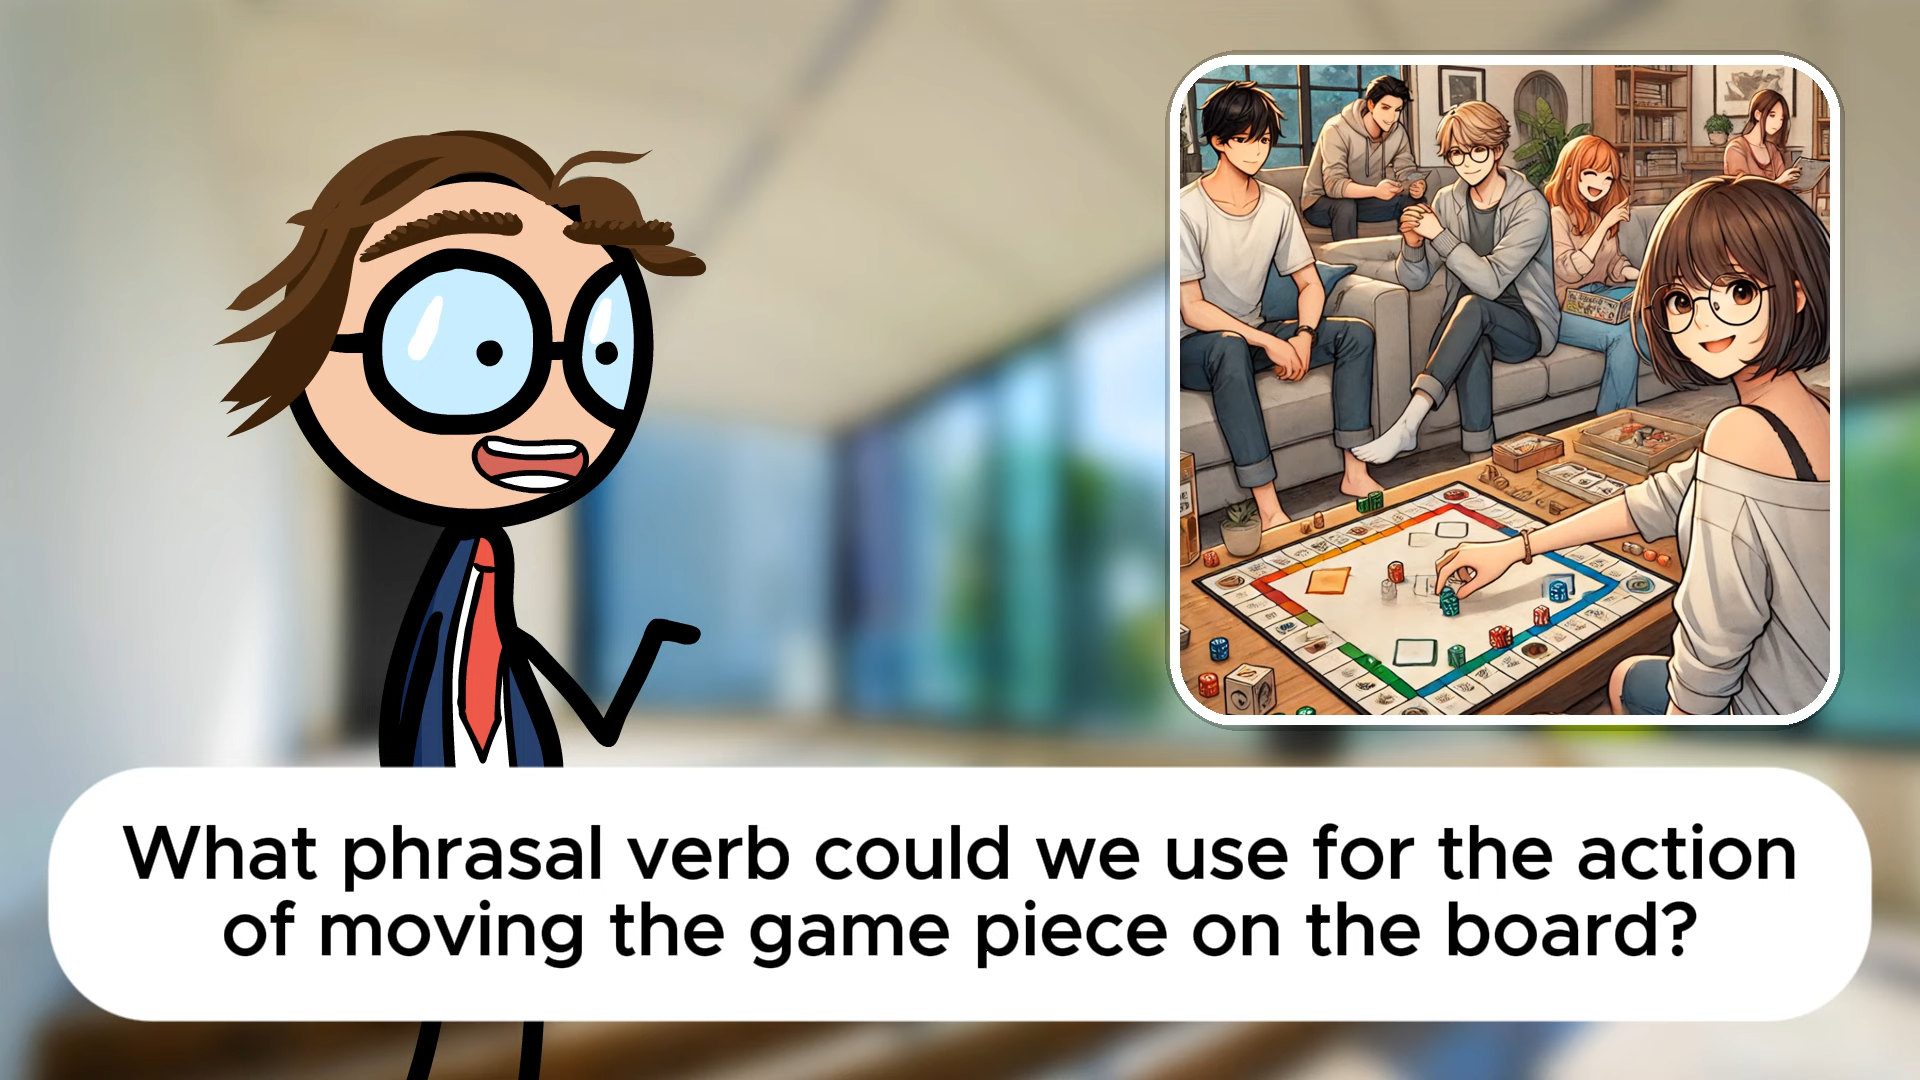 What phrasal verb could we use for the action
of moving the game piece on the board?